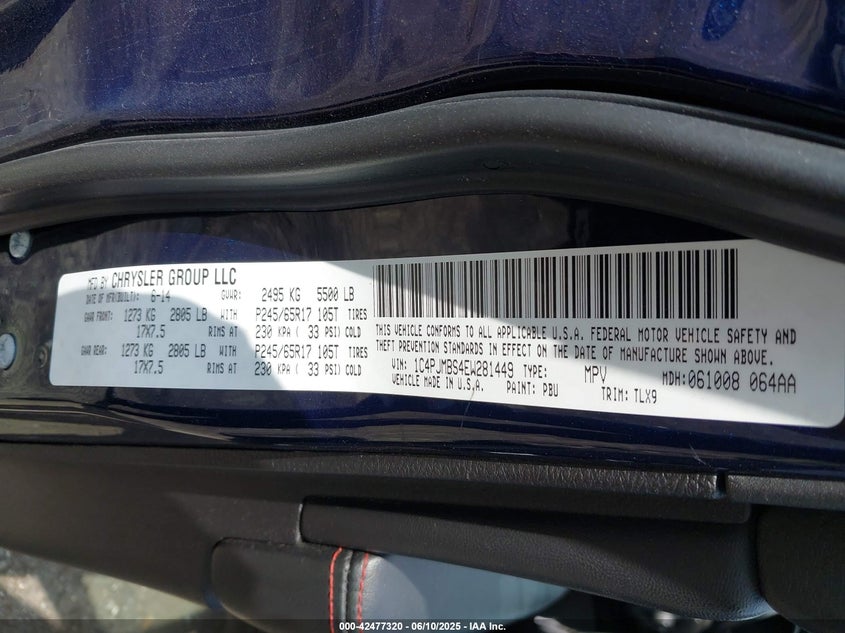 MFD BY CHRYSLER GROUP LLC
DATE OF MFR(BUILT): 6-14 GVWR: 2495 KG 5500 LB
GAWR FRONT: 1273 KG 2805 LB WITH P245/65R17 105T TIRES
17X7.5 RIMS AT 230 KPA ( 33 PSI) COLD
GAWR REAR: 1273 KG 2805 LB WITH P245/65R17 105T TIRES
17X7.5 RIMS AT 230 KPA ( 33 PSI) COLD
THIS VEHICLE CONFORMS TO ALL APPLICABLE U.S.A. FEDERAL MOTOR VEHICLE SAFETY AND
THEFT PREVENTION STANDARDS IN EFFECT ON THE DATE OF MANUFACTURE SHOWN ABOVE.
VIN: 1C4PJMBS4EW281449 TYPE: MPV MDH:061008 064AA
VEHICLE MADE IN U.S.A. PAINT: PBU TRIM: TLX9
000-42477320 - 06/10/2025 - IAA Inc.